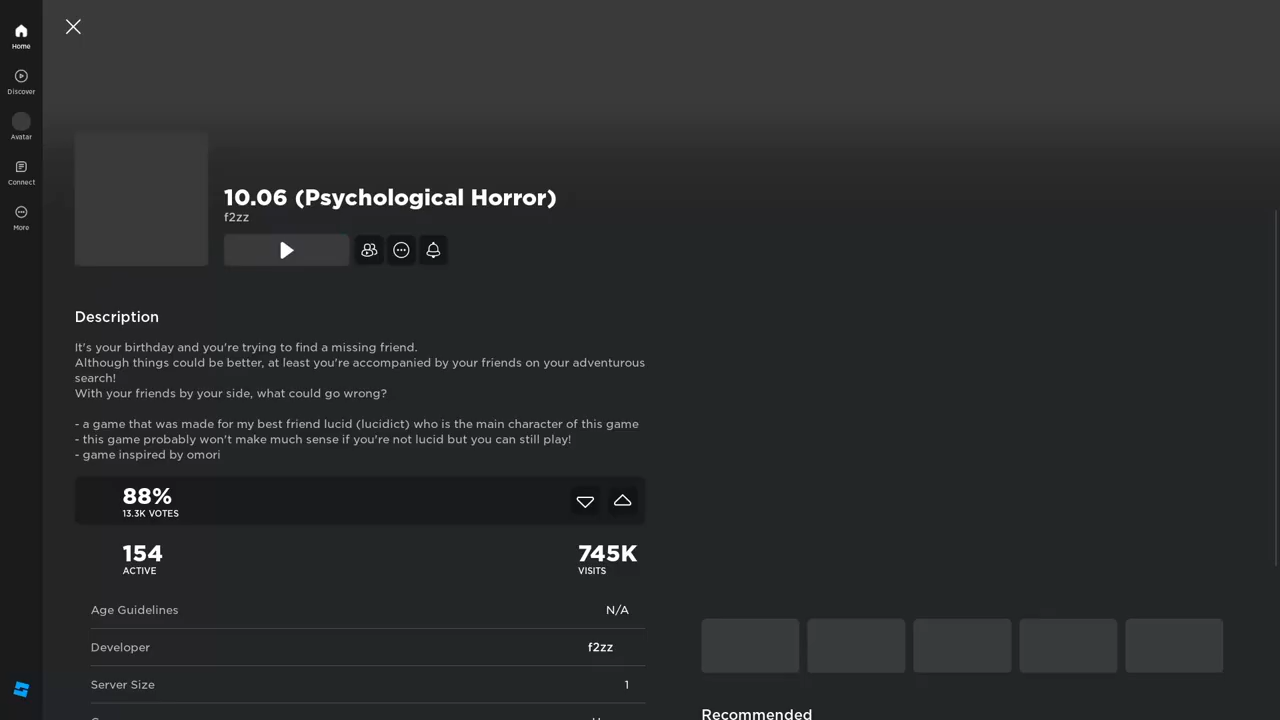 Home
Discover
Avatar
Connect
More
10.06 (Psychological Horror)
f2zz
Description
It's your birthday and you're trying to find a missing friend.
Although things could be better, at least you're accompanied by your friends on your adventurous
search!
With your friends by your side, what could go wrong?
- a game that was made for my best friend lucid (lucidict) who is the main character of this game
- this game probably won't make much sense if you're not lucid but you can still play!
- game inspired by omori
88%
13.3K VOTES
154
ACTIVE
745K
VISITS
Age Guidelines N/A
Developer f2zz
Server Size 1
Recommended